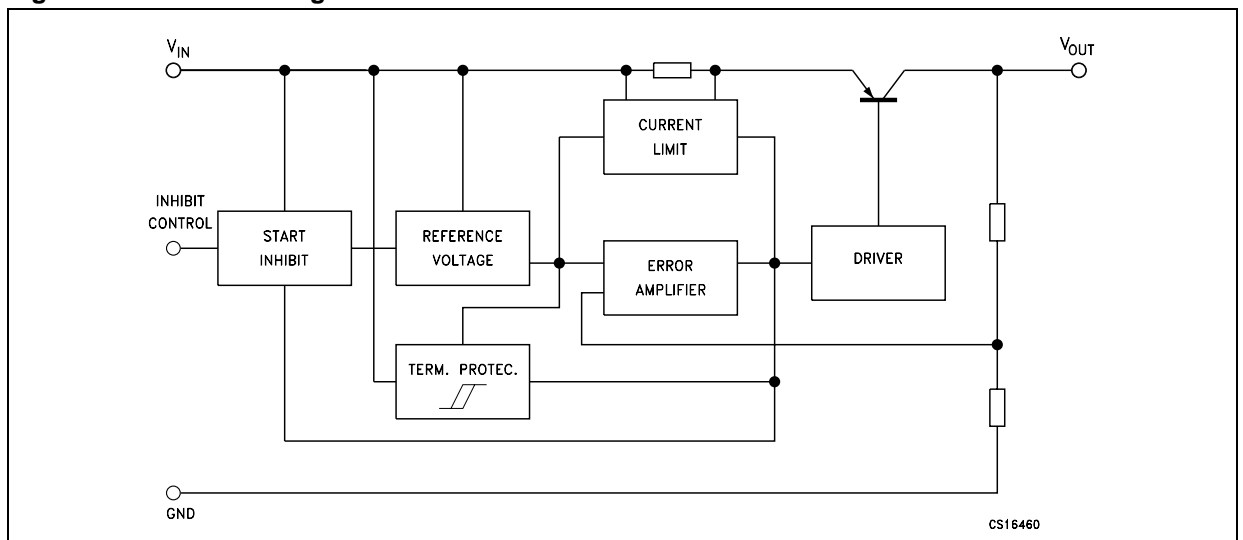 VIN
VOUT
CURRENT
LIMIT
INHIBIT
CONTROL
START
INHIBIT
REFERENCE
VOLTAGE
ERROR
AMPLIFIER
DRIVER
TERM. PROTEC.
GND
CS16460